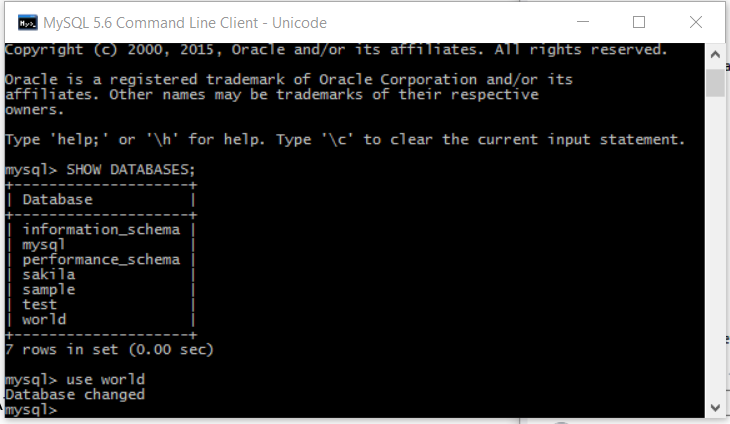 MySQL 5.6 Command Line Client - Unicode
Copyright (c) 2000, 2015, Oracle and/or its affiliates. All rights reserved.
Oracle is a registered trademark of Oracle Corporation and/or its
affiliates. Other names may be trademarks of their respective
owners.
Type 'help;' or '\h' for help. Type '\c' to clear the current input statement.
mysql> SHOW DATABASES;
+--------------------+
| Database           |
+--------------------+
| information_schema |
| mysql              |
| performance_schema |
| sakila             |
| sample             |
| test               |
| world              |
+--------------------+
7 rows in set (0.00 sec)
mysql> use world
Database changed
mysql>